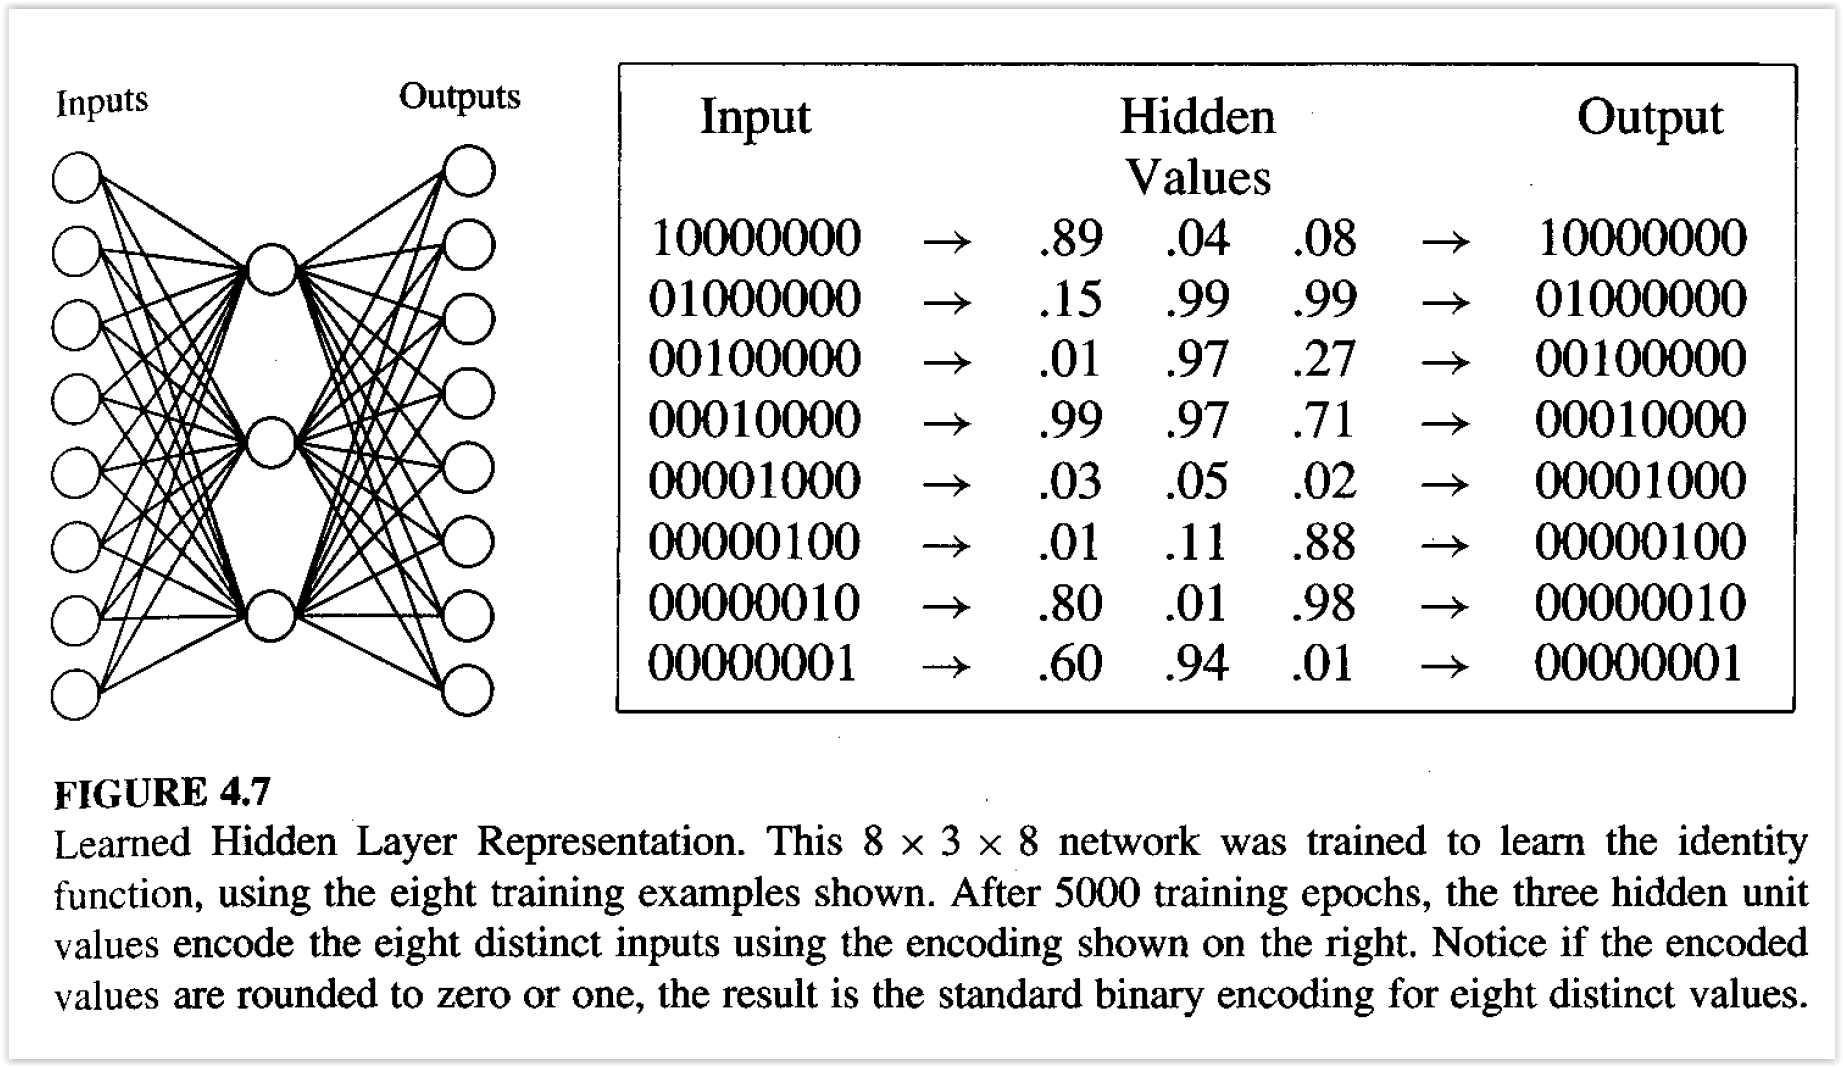 Inputs Outputs
Input Hidden Output
Values
10000000 → .89 .04 .08 → 10000000
01000000 → .15 .99 .99 → 01000000
00100000 → .01 .97 .27 → 00100000
00010000 → .99 .97 .71 → 00010000
00001000 → .03 .05 .02 → 00001000
00000100 → .01 .11 .88 → 00000100
00000010 → .80 .01 .98 → 00000010
00000001 → .60 .94 .01 → 00000001
FIGURE 4.7
Learned Hidden Layer Representation. This 8 × 3 × 8 network was trained to learn the identity
function, using the eight training examples shown. After 5000 training epochs, the three hidden unit
values encode the eight distinct inputs using the encoding shown on the right. Notice if the encoded
values are rounded to zero or one, the result is the standard binary encoding for eight distinct values.